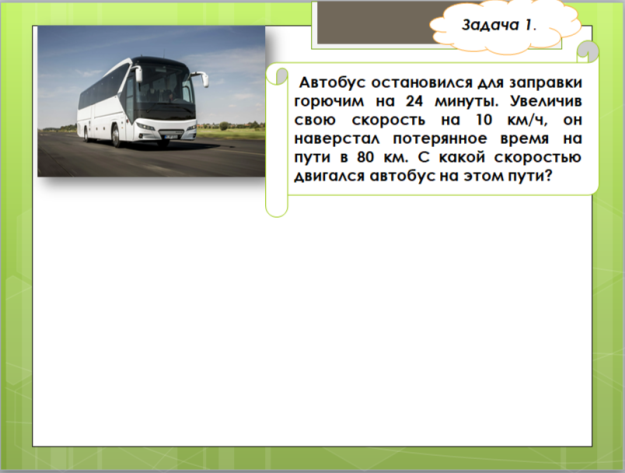 Задача 1.
Автобус остановился для заправки
горючим на 24 минуты. Увеличив
свою скорость на 10 км/ч, он
наверстал потерянное время на
пути в 80 км. С какой скоростью
двигался автобус на этом пути?